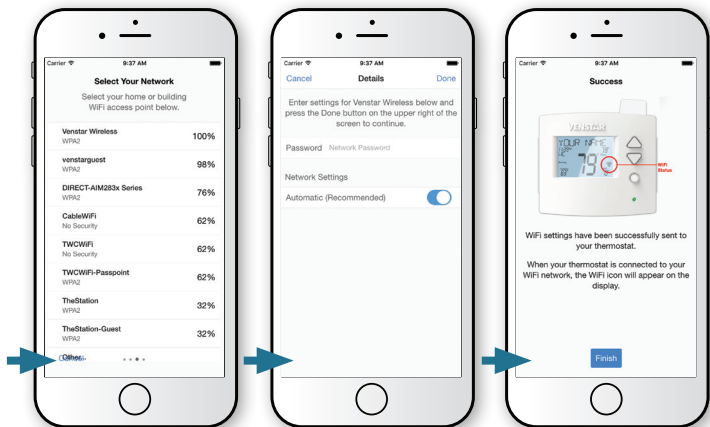 Carrier 9:37 AM
Select Your Network
Select your home or building
WiFi access point below.
Venstar Wireless
WPA2
100%
venstarguest
WPA2
98%
DIRECT-AIM283x Series
WPA2
76%
CableWiFi
No Security
62%
TWCWiFi
No Security
62%
TWCWiFi-Passpoint
WPA2
62%
TheStation
WPA2
32%
TheStation-Guest
WPA2
32%
Other...
Cancel
Carrier 9:37 AM
Cancel Details Done
Enter settings for Venstar Wireless below and
press the Done button on the upper right of the
screen to continue.
Password Network Password
Network Settings
Automatic (Recommended)
Carrier 9:37 AM
Success
VENSTAR
YOUR NAME
79
WiFi
Status
WiFi settings have been successfully sent to
your thermostat.
When your thermostat is connected to your
WiFi network, the WiFi icon will appear on the
display.
Finish